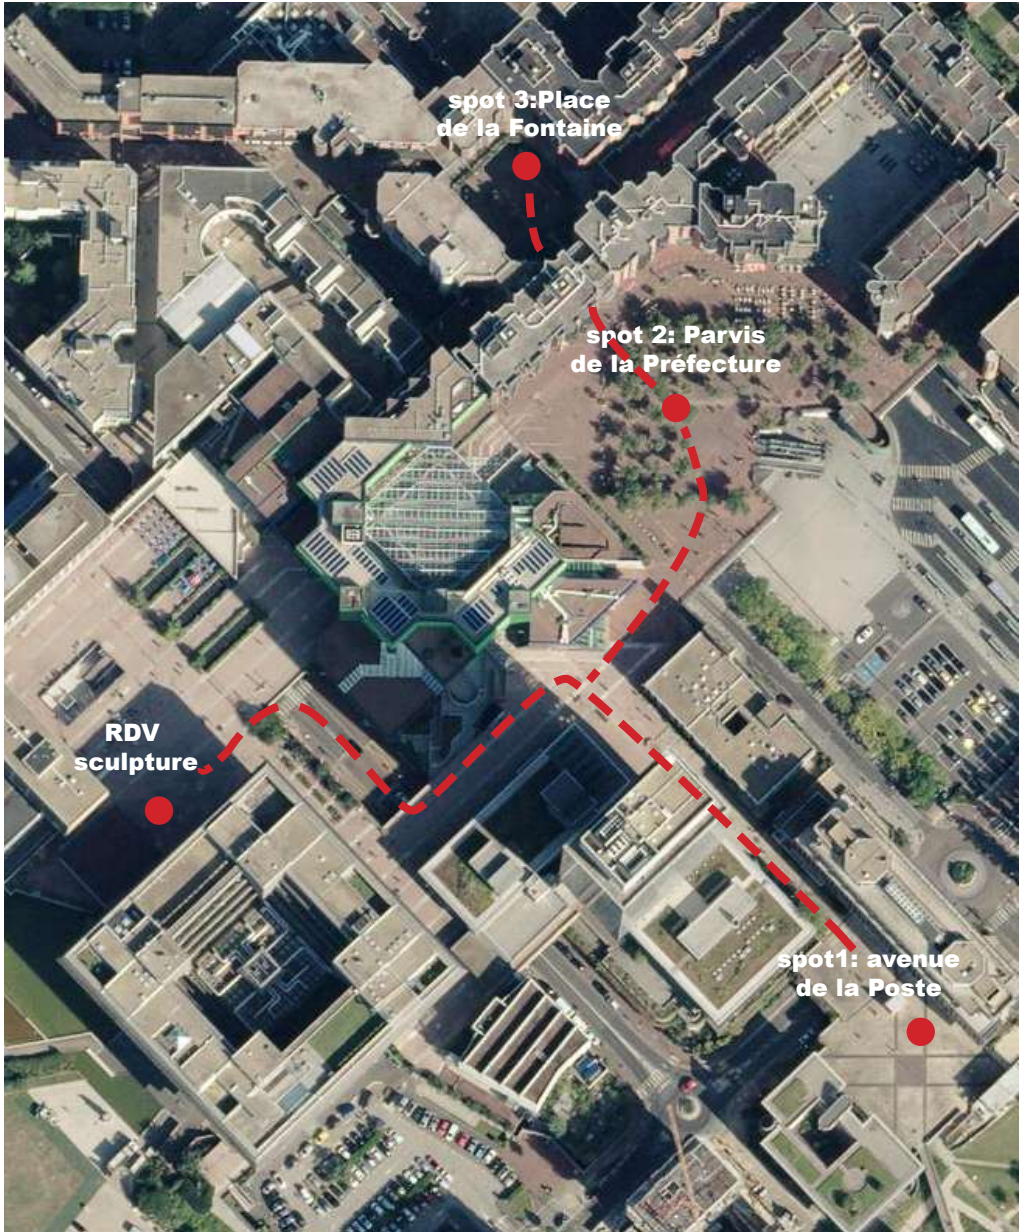 spot 3:Place
de la Fontaine
spot 2: Parvis
de la Préfecture
RDV
sculpture
spot1: avenue
de la Poste